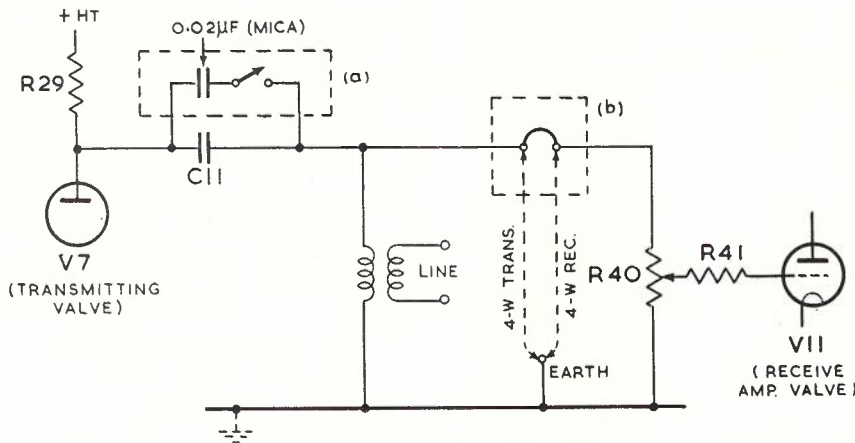 + HT
0·02µF (MICA)
R29
(a)
(b)
C11
V7
(TRANSMITTING
VALVE)
LINE
4-W TRANS.
4-W REC.
R40
R41
V11
(RECEIVE
AMP. VALVE)
EARTH